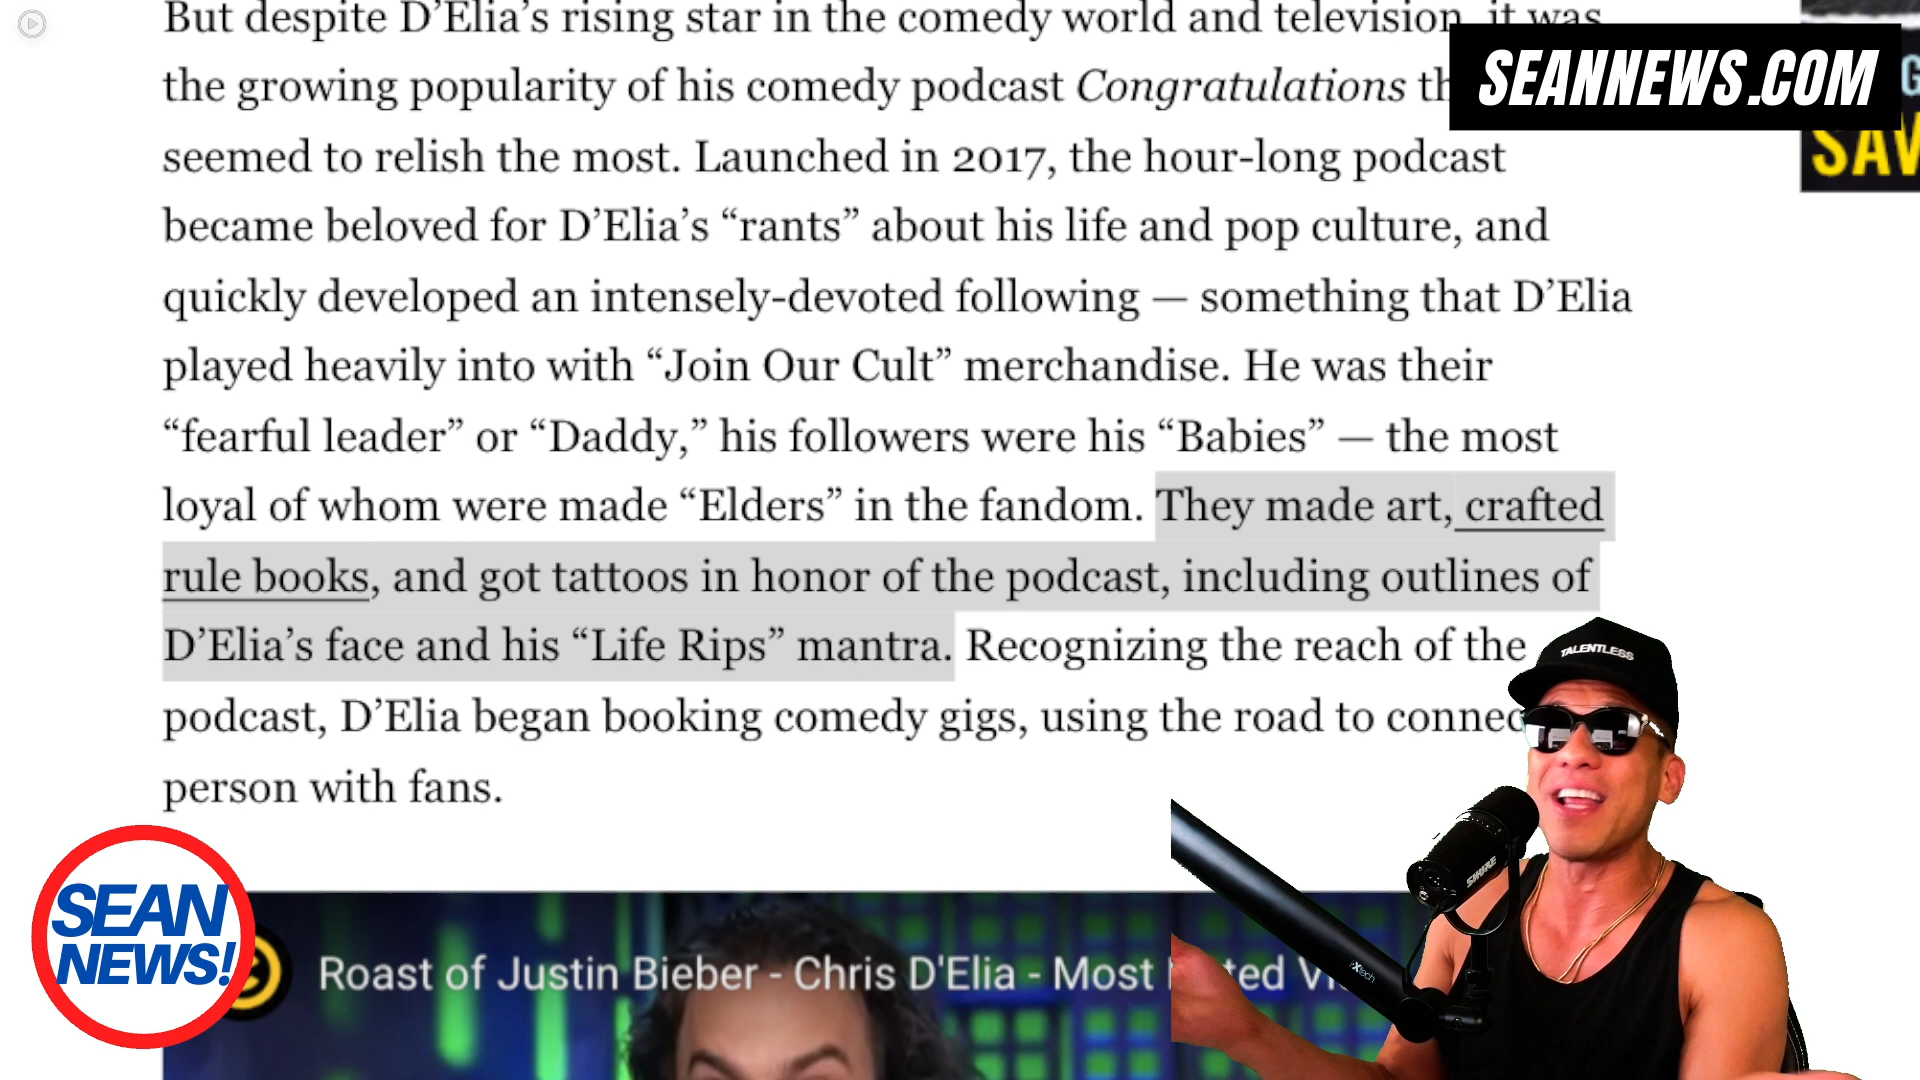 But despite D’Elia’s rising star in the comedy world and television, it was
SEANNEWS.COM
the growing popularity of his comedy podcast Congratulations
SAV
seemed to relish the most. Launched in 2017, the hour-long podcast
became beloved for D’Elia’s “rants” about his life and pop culture, and
quickly developed an intensely-devoted following — something that D’Elia
played heavily into with “Join Our Cult” merchandise. He was their
“fearful leader” or “Daddy,” his followers were his “Babies” — the most
loyal of whom were made “Elders” in the fandom. They made art, crafted
rule books, and got tattoos in honor of the podcast, including outlines of
D’Elia’s face and his “Life Rips” mantra. Recognizing the reach of the
TALENTLESS
podcast, D’Elia began booking comedy gigs, using the road to connec
person with fans.
SHURE
SEAN
NEWS!
Roast of Justin Bieber - Chris D'Elia - Most